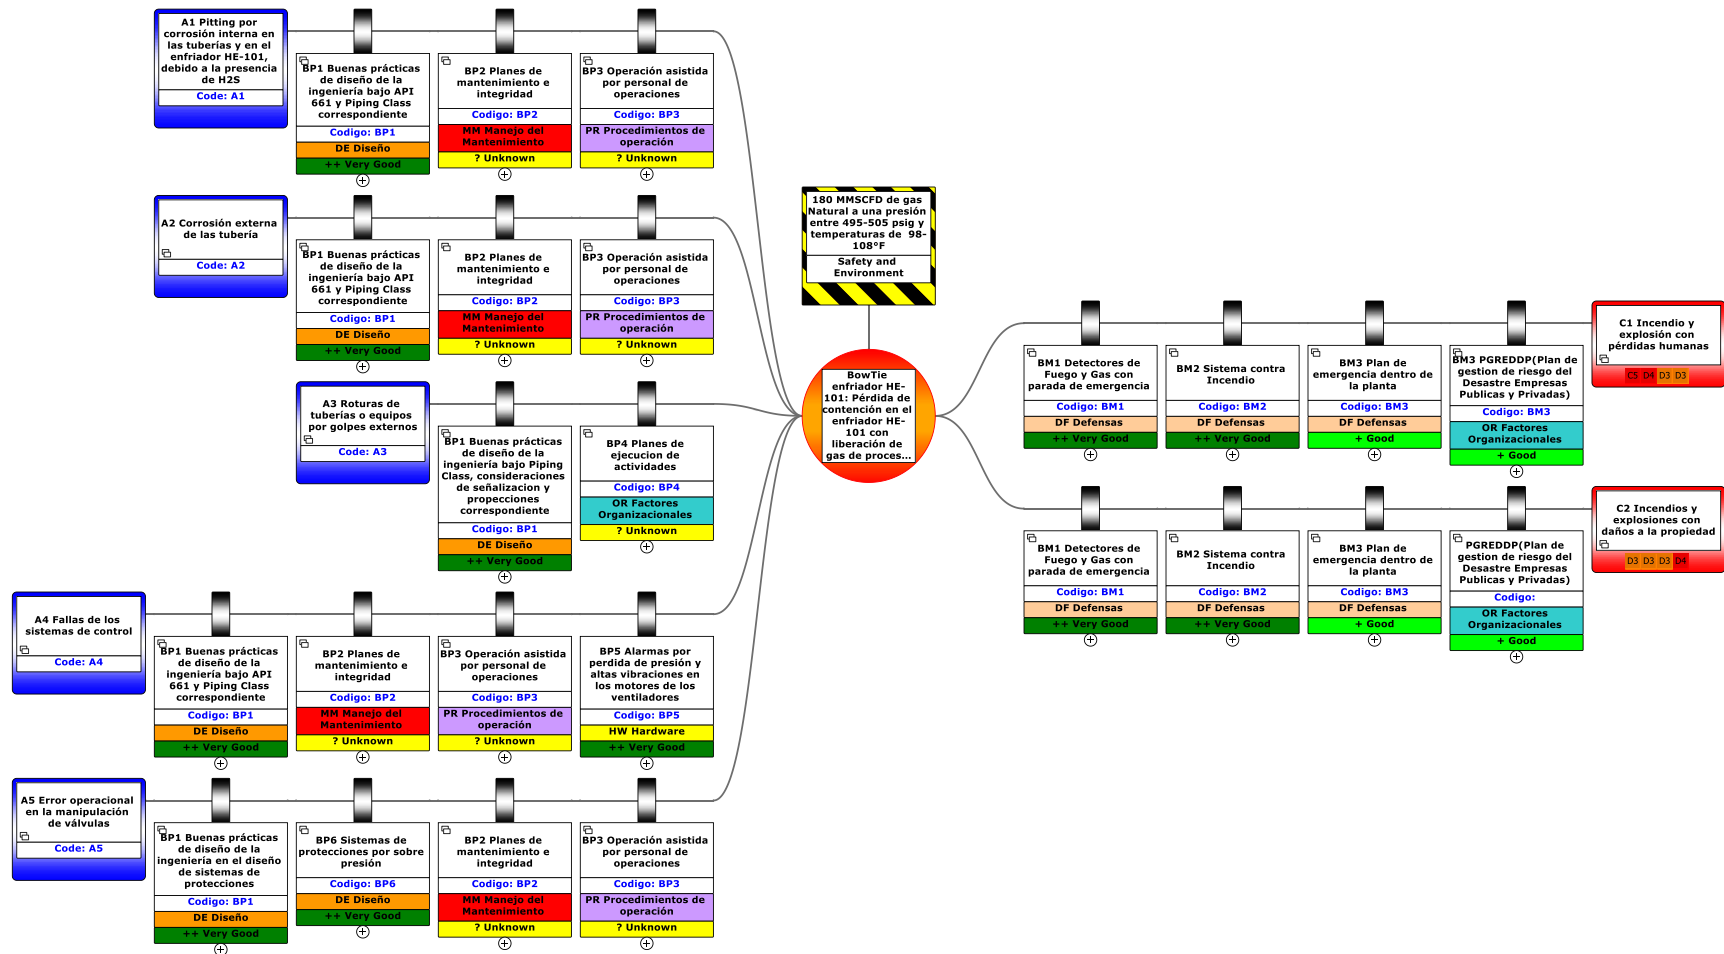 A1 Pitting por
corrosión interna en
las tuberías y en el
enfriador HE-101,
debido a la presencia
de H2S
Code: A1
BP1 Buenas prácticas
de diseño de la
ingeniería bajo API
661 y Piping Class
correspondiente
Codigo: BP1
DE Diseño
++ Very Good
BP2 Planes de
mantenimiento e
integridad
Codigo: BP2
MM Manejo del
Mantenimiento
? Unknown
BP3 Operación asistida
por personal de
operaciones
Codigo: BP3
PR Procedimientos de
operación
? Unknown
A2 Corrosión externa
de las tubería
Code: A2
BP1 Buenas prácticas
de diseño de la
ingeniería bajo API
661 y Piping Class
correspondiente
Codigo: BP1
DE Diseño
++ Very Good
BP2 Planes de
mantenimiento e
integridad
Codigo: BP2
MM Manejo del
Mantenimiento
? Unknown
BP3 Operación asistida
por personal de
operaciones
Codigo: BP3
PR Procedimientos de
operación
? Unknown
A3 Roturas de
tuberías o equipos
por golpes externos
Code: A3
BP1 Buenas prácticas
de diseño de la
ingeniería bajo Piping
Class, consideraciones
de señalizacion y
propecciones
correspondiente
Codigo: BP1
DE Diseño
++ Very Good
BP4 Planes de
ejecucion de
actividades
Codigo: BP4
OR Factores
Organizacionales
? Unknown
A4 Fallas de los
sistemas de control
Code: A4
BP1 Buenas prácticas
de diseño de la
ingeniería bajo API
661 y Piping Class
correspondiente
Codigo: BP1
DE Diseño
++ Very Good
BP2 Planes de
mantenimiento e
integridad
Codigo: BP2
MM Manejo del
Mantenimiento
? Unknown
BP3 Operación asistida
por personal de
operaciones
Codigo: BP3
PR Procedimientos de
operación
? Unknown
BP5 Alarmas por
perdida de presión y
altas vibraciones en
los motores de los
ventiladores
Codigo: BP5
HW Hardware
++ Very Good
A5 Error operacional
en la manipulación
de válvulas
Code: A5
BP1 Buenas prácticas
de diseño de la
ingeniería en el diseño
de sistemas de
protecciones
Codigo: BP1
DE Diseño
++ Very Good
BP6 Sistemas de
protecciones por sobre
presión
Codigo: BP6
DE Diseño
++ Very Good
BP2 Planes de
mantenimiento e
integridad
Codigo: BP2
MM Manejo del
Mantenimiento
? Unknown
BP3 Operación asistida
por personal de
operaciones
Codigo: BP3
PR Procedimientos de
operación
? Unknown
180 MMSCFD de gas
Natural a una presión
entre 495-505 psig y
temperaturas de 98-
108°F
Safety and
Environment
BowTie
enfriador HE-
101: Pérdida de
contención en el
enfriador HE-
101 con
liberación de
gas de proces...
BM1 Detectores de
Fuego y Gas con
parada de emergencia
Codigo: BM1
DF Defensas
++ Very Good
BM2 Sistema contra
Incendio
Codigo: BM2
DF Defensas
++ Very Good
BM3 Plan de
emergencia dentro de
la planta
Codigo: BM3
DF Defensas
+ Good
BM3 PGREDDP(Plan de
gestion de riesgo del
Desastre Empresas
Publicas y Privadas)
Codigo: BM3
OR Factores
Organizacionales
+ Good
C1 Incendio y
explosión con
pérdidas humanas
C5 D4 D3 D3
BM1 Detectores de
Fuego y Gas con
parada de emergencia
Codigo: BM1
DF Defensas
++ Very Good
BM2 Sistema contra
Incendio
Codigo: BM2
DF Defensas
++ Very Good
BM3 Plan de
emergencia dentro de
la planta
Codigo: BM3
DF Defensas
+ Good
PGREDDP(Plan de
gestion de riesgo del
Desastre Empresas
Publicas y Privadas)
Codigo:
OR Factores
Organizacionales
+ Good
C2 Incendios y
explosiones con
daños a la propiedad
D3 D3 D3 D4